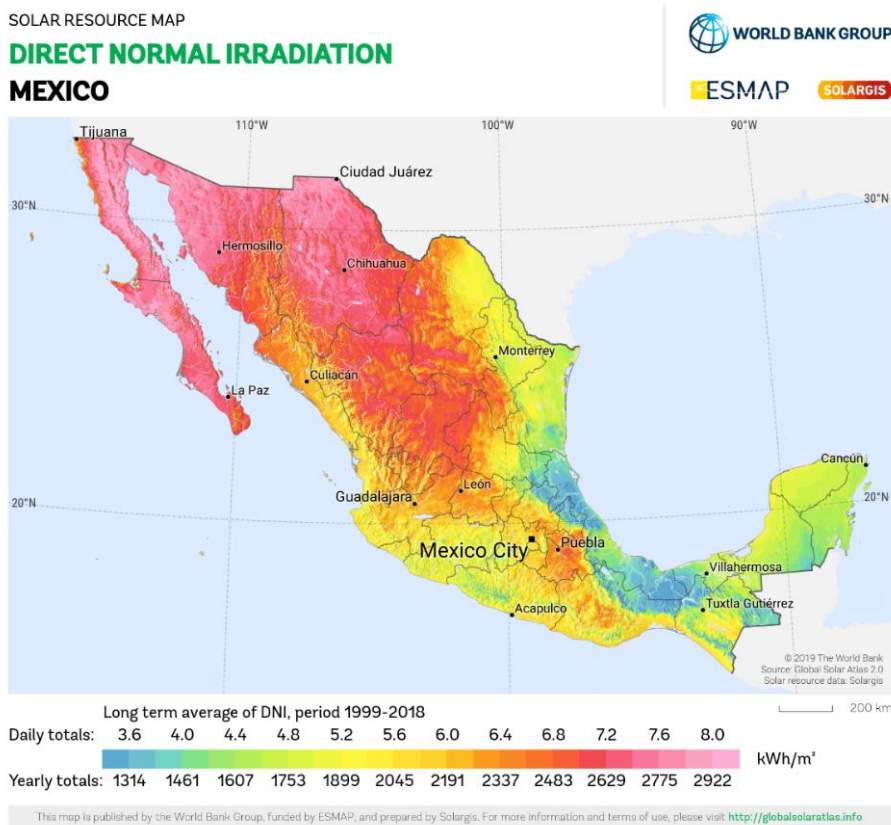 SOLAR RESOURCE MAP
DIRECT NORMAL IRRADIATION
MEXICO
WORLD BANK GROUP
ESMAP
SOLARGIS
110°W
100°W
90°W
Tijuana
Ciudad Juárez
30°N
30°N
Hermosillo
Chihuahua
Monterrey
Culiacán
La Paz
Cancún
20°N
León
Guadalajara
20°N
Mexico City
Puebla
Villahermosa
Tuxtla Gutiérrez
Acapulco
© 2019 The World Bank
Source: Global Solar Atlas 2.0
Solar resource data: Solargis
200 km
Long term average of DNI, period 1999-2018
Daily totals: 3.6 4.0 4.4 4.8 5.2 5.6 6.0 6.4 6.8 7.2 7.6 8.0
kWh/m²
Yearly totals: 1314 1461 1607 1753 1899 2045 2191 2337 2483 2629 2775 2922
This map is published by the World Bank Group, funded by ESMAP, and prepared by Solargis. For more information and terms of use, please visit http://globalsolaratlas.info.